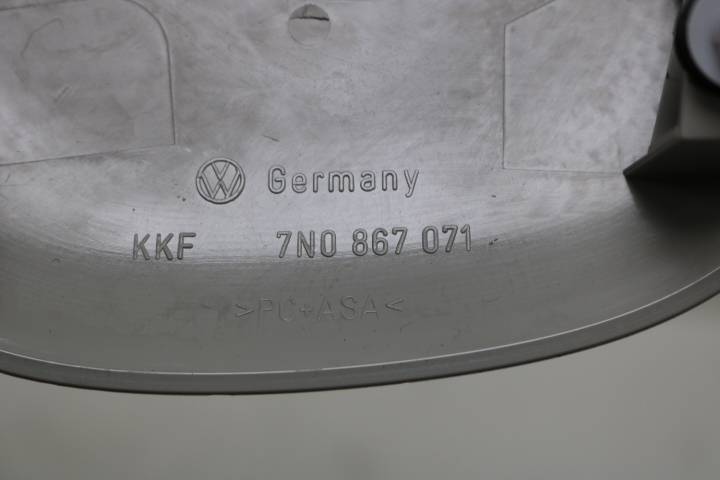 Germany
KKF 7N0 867 071
>PC+ASA<